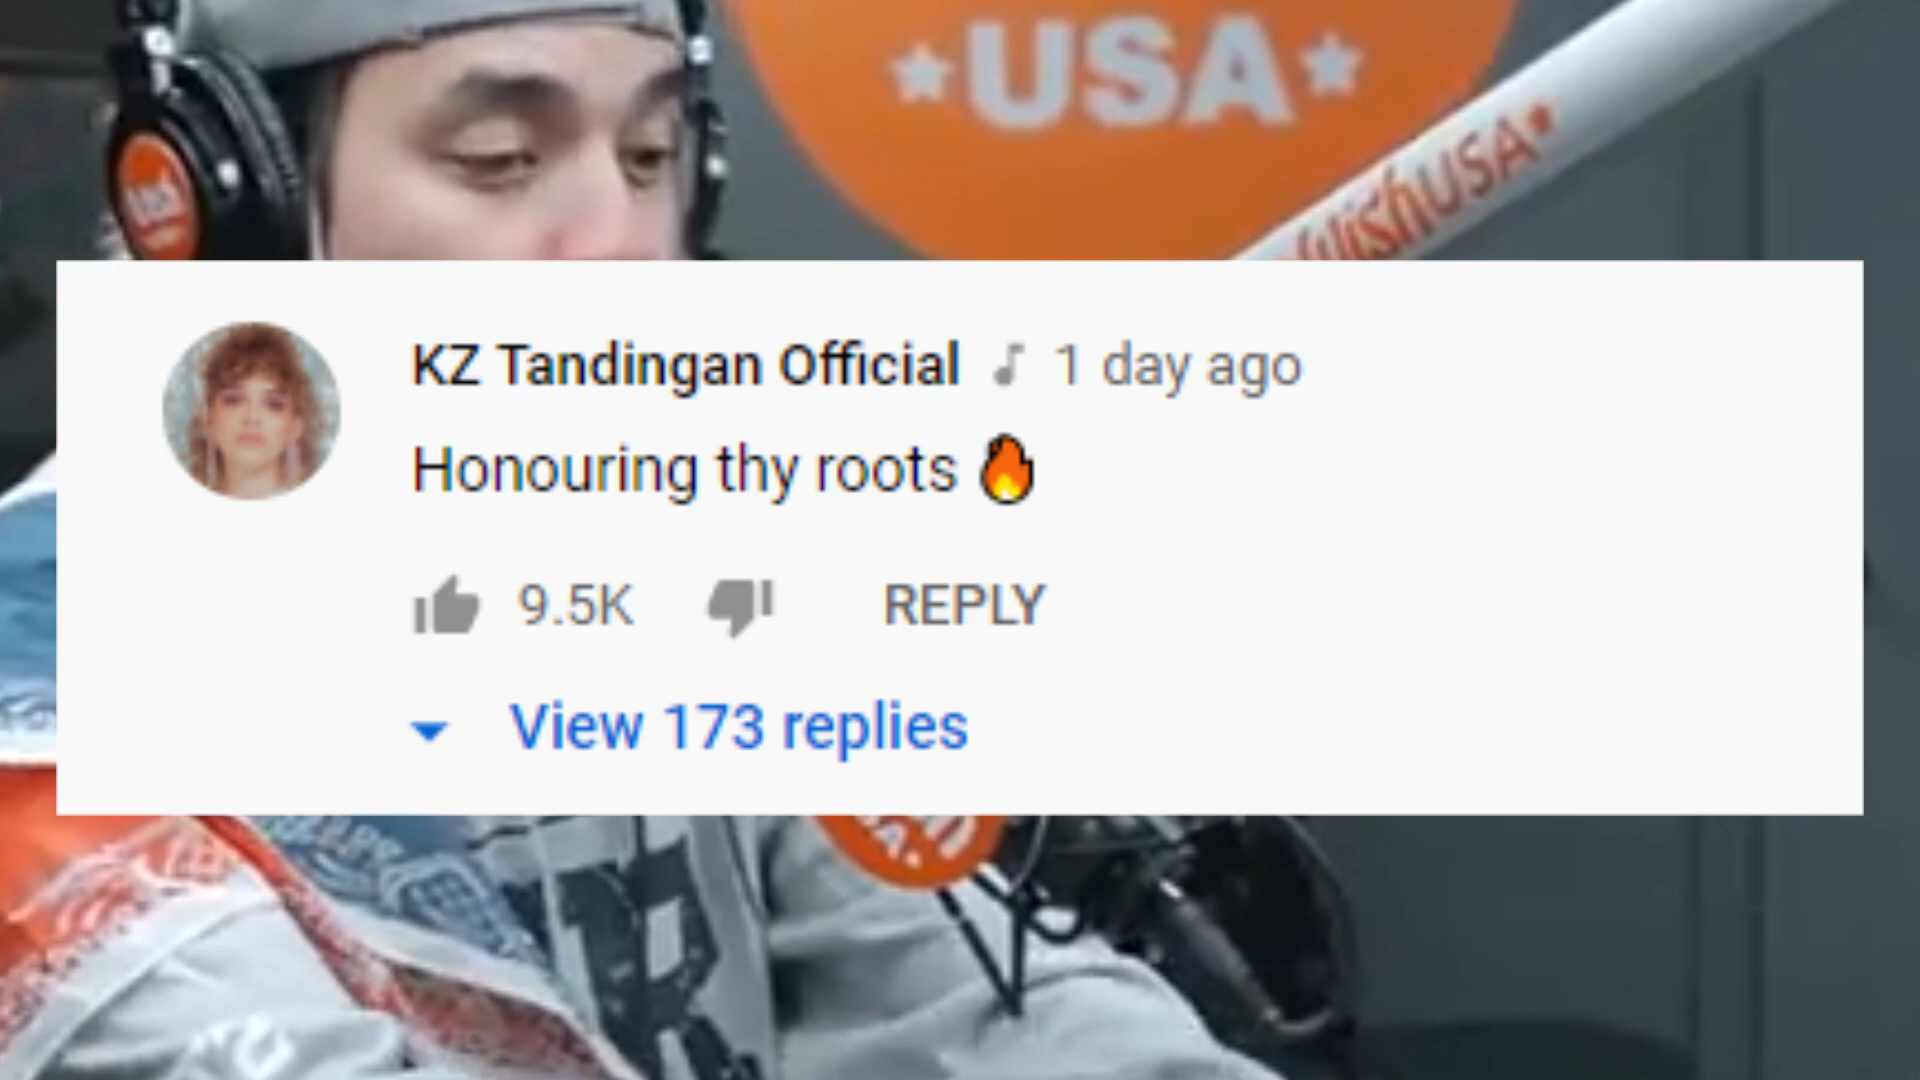 USA
WishUSA
KZ Tandingan Official 1 day ago
Honouring thy roots 🔥
9.5K REPLY
View 173 replies